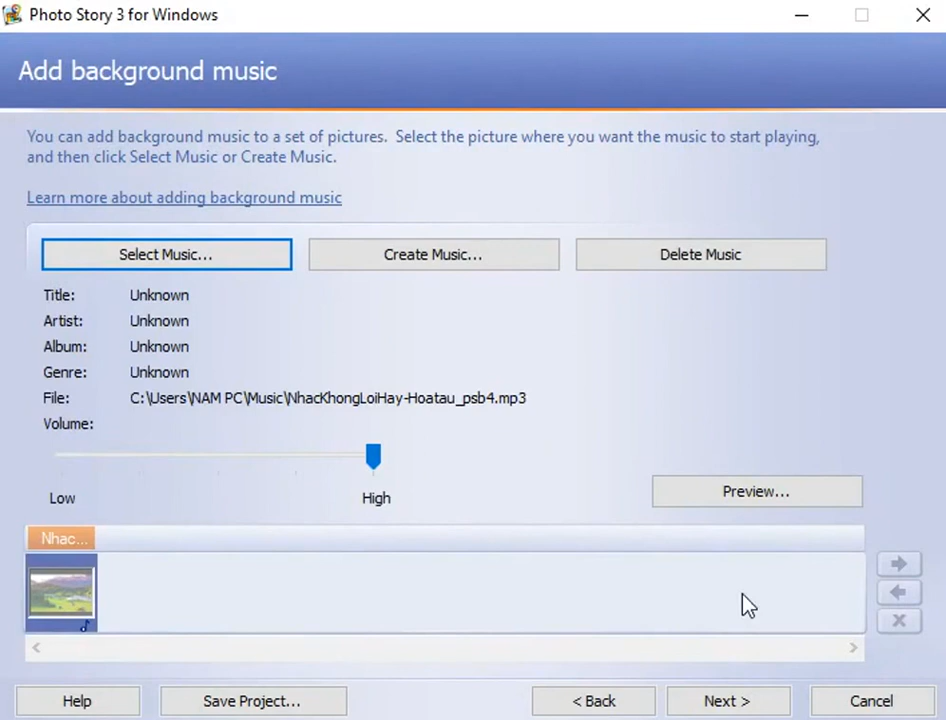 Photo Story 3 for Windows
Add background music
You can add background music to a set of pictures. Select the picture where you want the music to start playing,
and then click Select Music or Create Music.
Learn more about adding background music
Select Music...
Create Music...
Delete Music
Title: Unknown
Artist: Unknown
Album: Unknown
Genre: Unknown
File: C:\Users\NAM PC\Music\NhacKhongLoiHay-Hoatau_psb4.mp3
Volume:
Low
High
Preview...
Nhac...
Help
Save Project...
< Back
Next >
Cancel